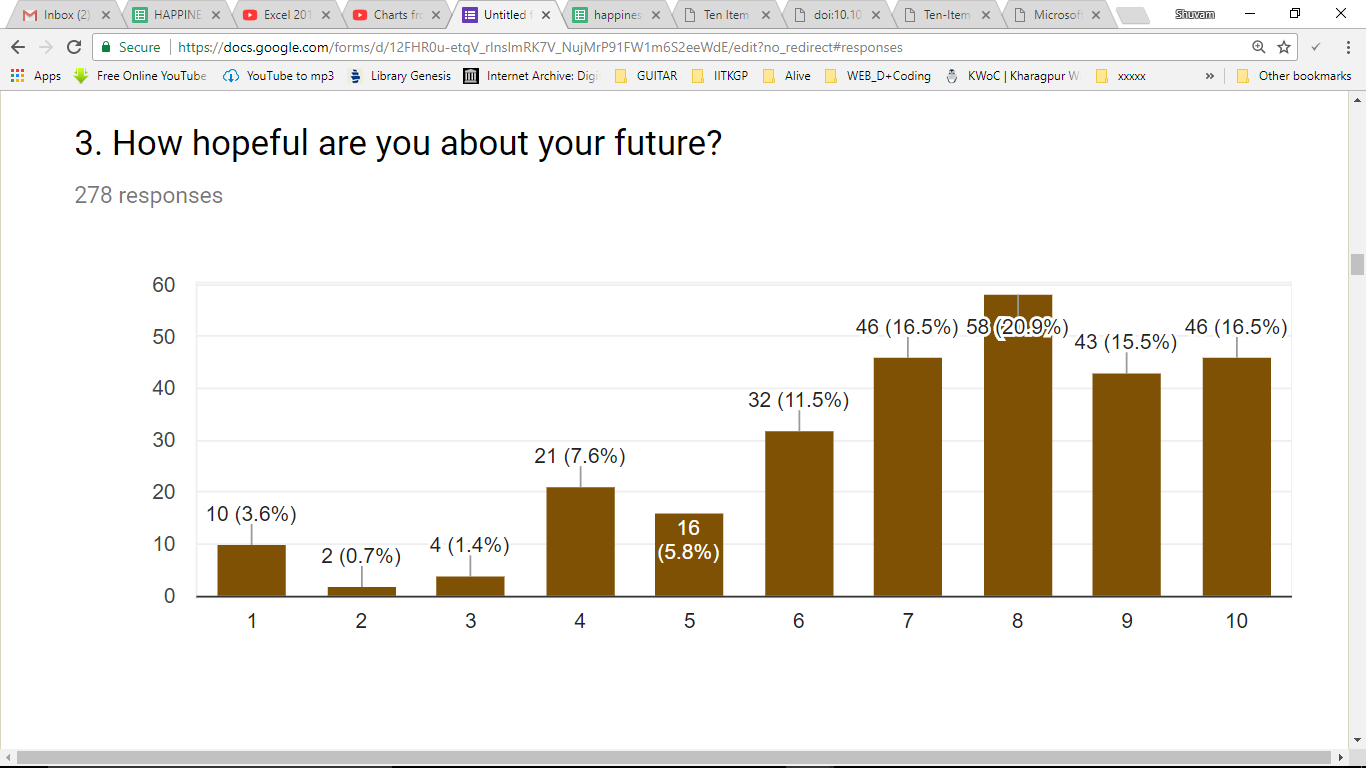 Inbox (2)
HAPPINE
Excel 201
Charts fro
Untitled f
happines
Ten Item
doi:10.10
Ten-Item
Microsoft
Shuvam
Secure
https://docs.google.com/forms/d/12FHR0u-etqV_rlnslmRK7V_NujMrP91FW1m6S2eeWdE/edit?no_redirect#responses
Apps
Free Online YouTube
YouTube to mp3
Library Genesis
Internet Archive: Digi
GUITAR
IITKGP
Alive
WEB_D+Coding
KWoC | Kharagpur W
xxxxx
»
Other bookmarks
3. How hopeful are you about your future?
278 responses
60
50
40
30
20
10
0
10 (3.6%)
2 (0.7%)
4 (1.4%)
21 (7.6%)
16
(5.8%)
32 (11.5%)
46 (16.5%)
58 (20.9%)
43 (15.5%)
46 (16.5%)
1
2
3
4
5
6
7
8
9
10